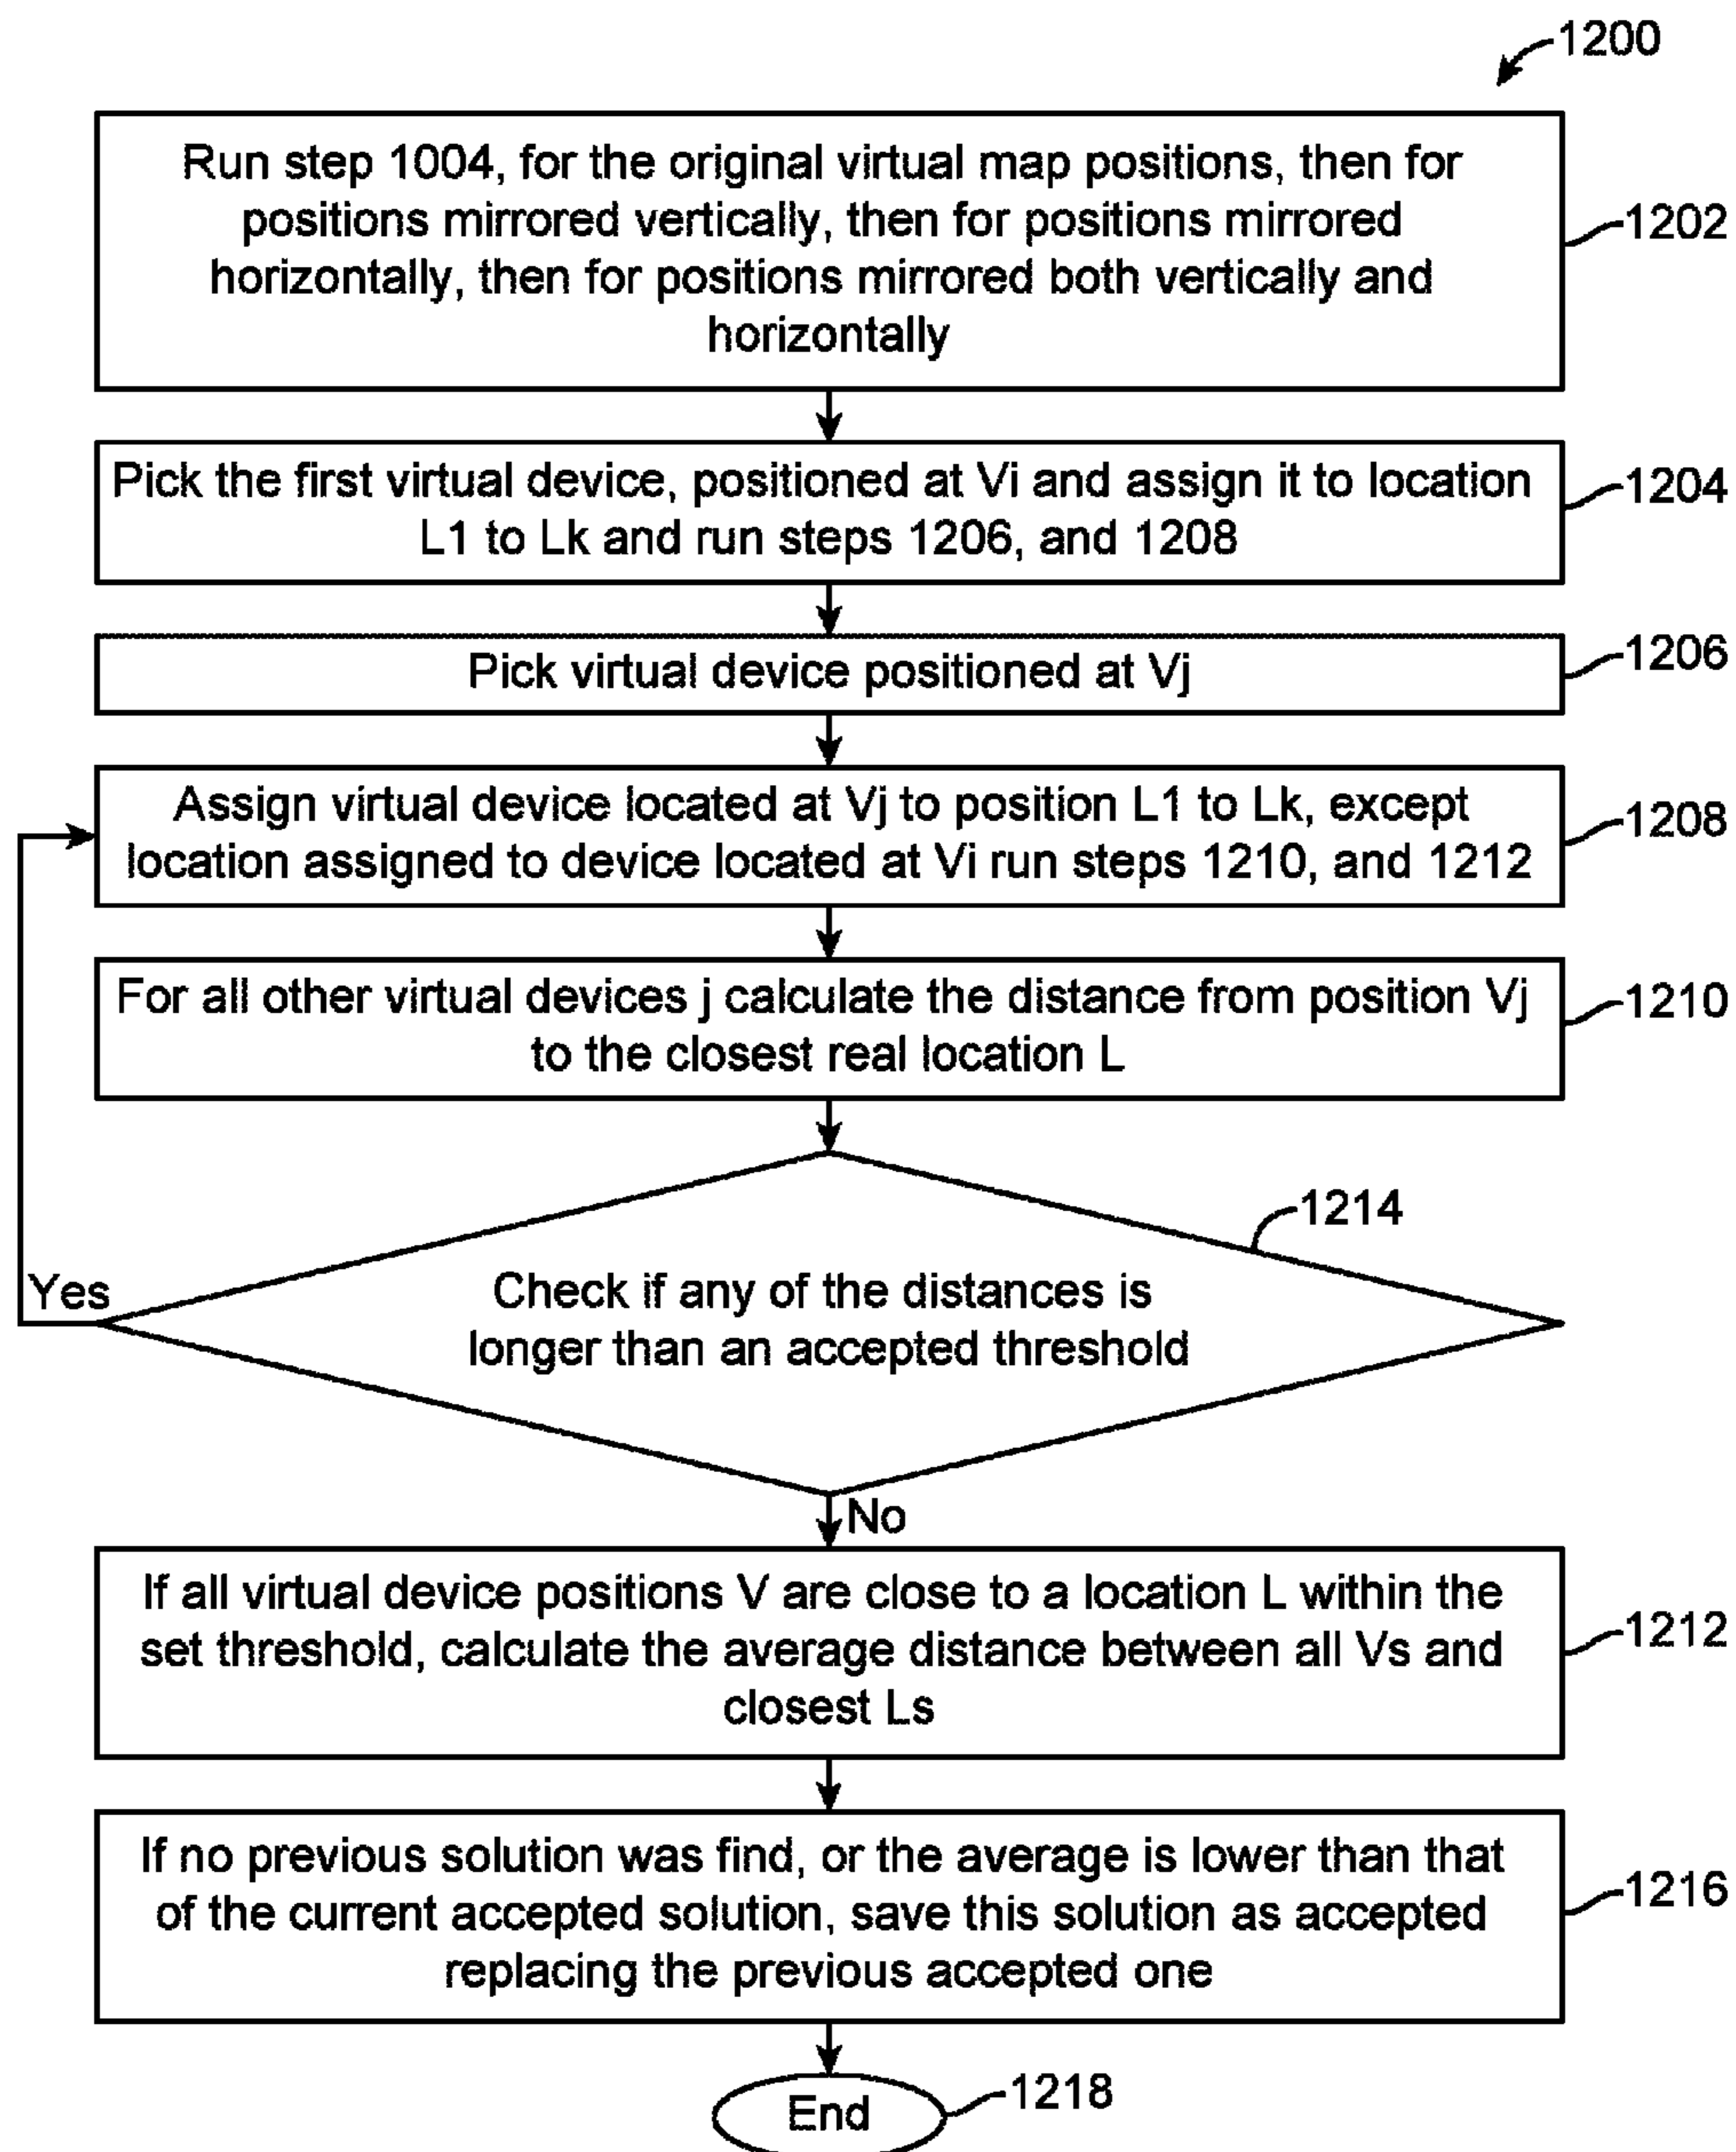 1200
Run step 1004, for the original virtual map positions, then for
positions mirrored vertically, then for positions mirrored
horizontally, then for positions mirrored both vertically and
horizontally
1202
Pick the first virtual device, positioned at Vi and assign it to location
L1 to Lk and run steps 1206, and 1208
1204
Pick virtual device positioned at Vj
1206
Assign virtual device located at Vj to position L1 to Lk, except
location assigned to device located at Vi run steps 1210, and 1212
1208
For all other virtual devices j calculate the distance from position Vj
to the closest real location L
1210
1214
Yes
Check if any of the distances is
longer than an accepted threshold
No
If all virtual device positions V are close to a location L within the
set threshold, calculate the average distance between all Vs and
closest Ls
1212
If no previous solution was find, or the average is lower than that
of the current accepted solution, save this solution as accepted
replacing the previous accepted one
1216
End
1218